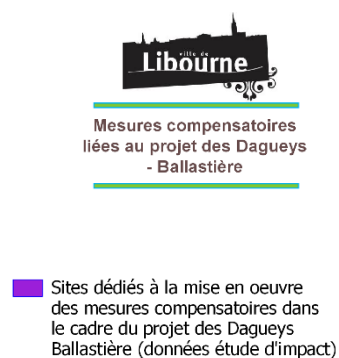 ville de
Libourne
Mesures compensatoires
liées au projet des Dagueys
- Ballastière
Sites dédiés à la mise en oeuvre
des mesures compensatoires dans
le cadre du projet des Dagueys
Ballastière (données étude d'impact)